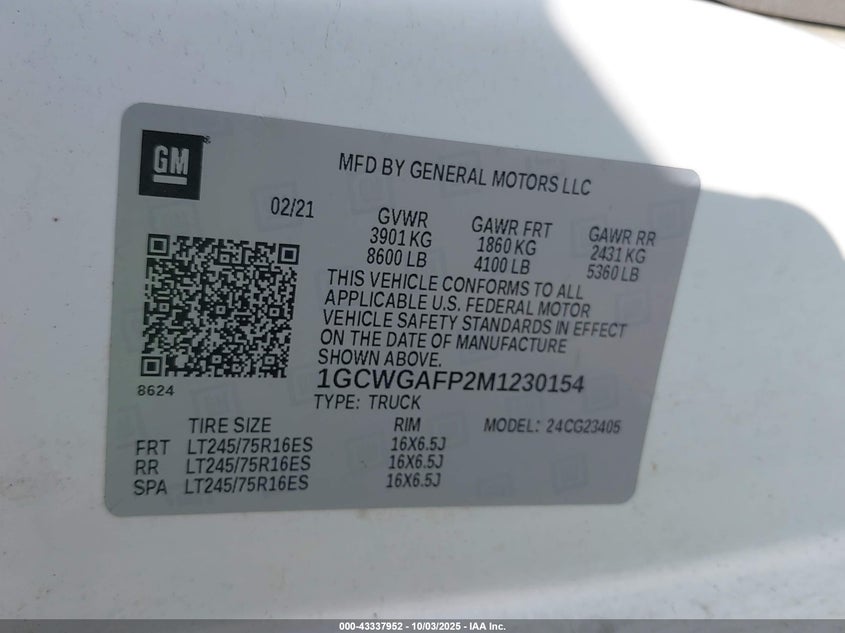 GM
MFD BY GENERAL MOTORS LLC
02/21
GVWR
3901 KG
8600 LB
GAWR FRT
1860 KG
4100 LB
GAWR RR
2431 KG
5360 LB
THIS VEHICLE CONFORMS TO ALL
APPLICABLE U.S. FEDERAL MOTOR
VEHICLE SAFETY STANDARDS IN EFFECT
ON THE DATE OF MANUFACTURE
SHOWN ABOVE.
8624
1GCWGAFP2M1230154
TYPE: TRUCK
TIRE SIZE RIM MODEL: 24CG23405
FRT LT245/75R16ES 16X6.5J
RR LT245/75R16ES 16X6.5J
SPA LT245/75R16ES 16X6.5J
000-43337952 - 10/03/2025 - IAA Inc.